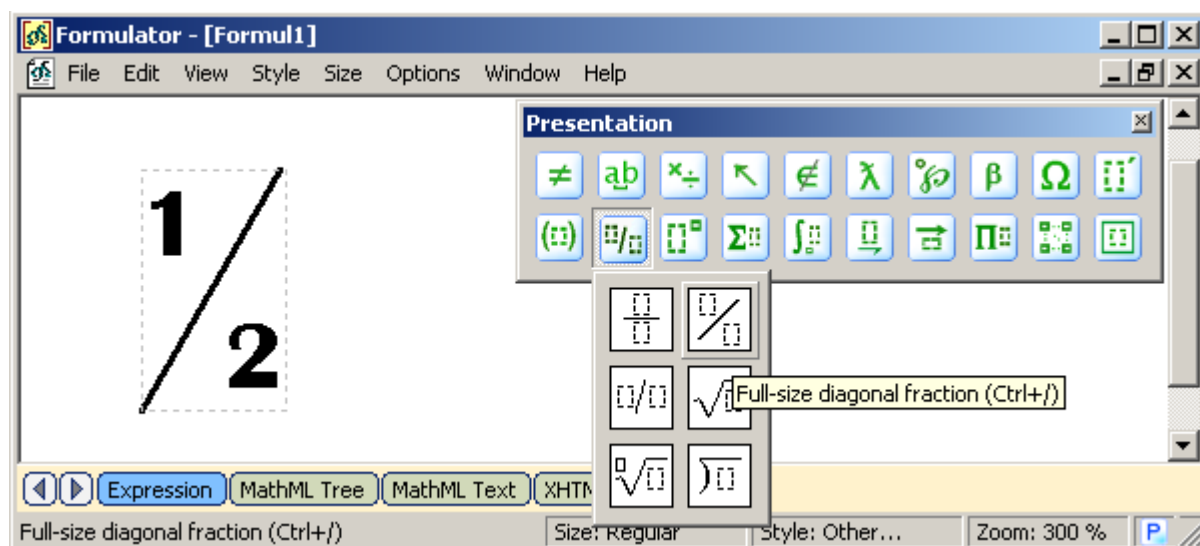 Formulator - [Formul1]
File Edit View Style Size Options Window Help
Presentation
1
2
Full-size diagonal fraction (Ctrl+/)
Expression MathML Tree MathML Text XHTM
Full-size diagonal fraction (Ctrl+/) Size: Regular Style: Other... Zoom: 300 % P